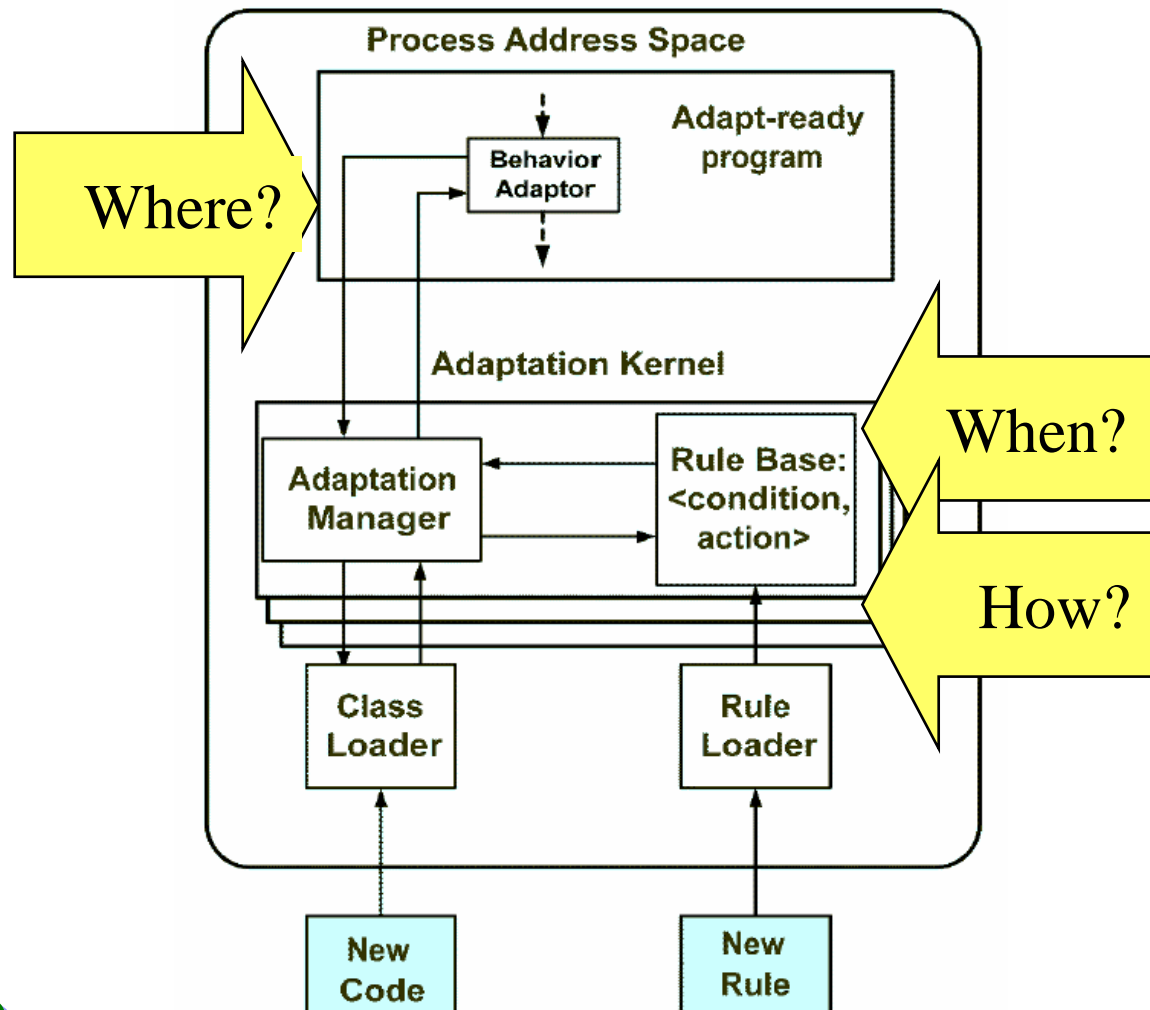 Process Address Space
Adapt-ready
program
Behavior
Adaptor
Where?
Adaptation Kernel
Adaptation
Manager
Rule Base:
<condition,
action>
When?
How?
Class
Loader
Rule
Loader
New
Code
New
Rule